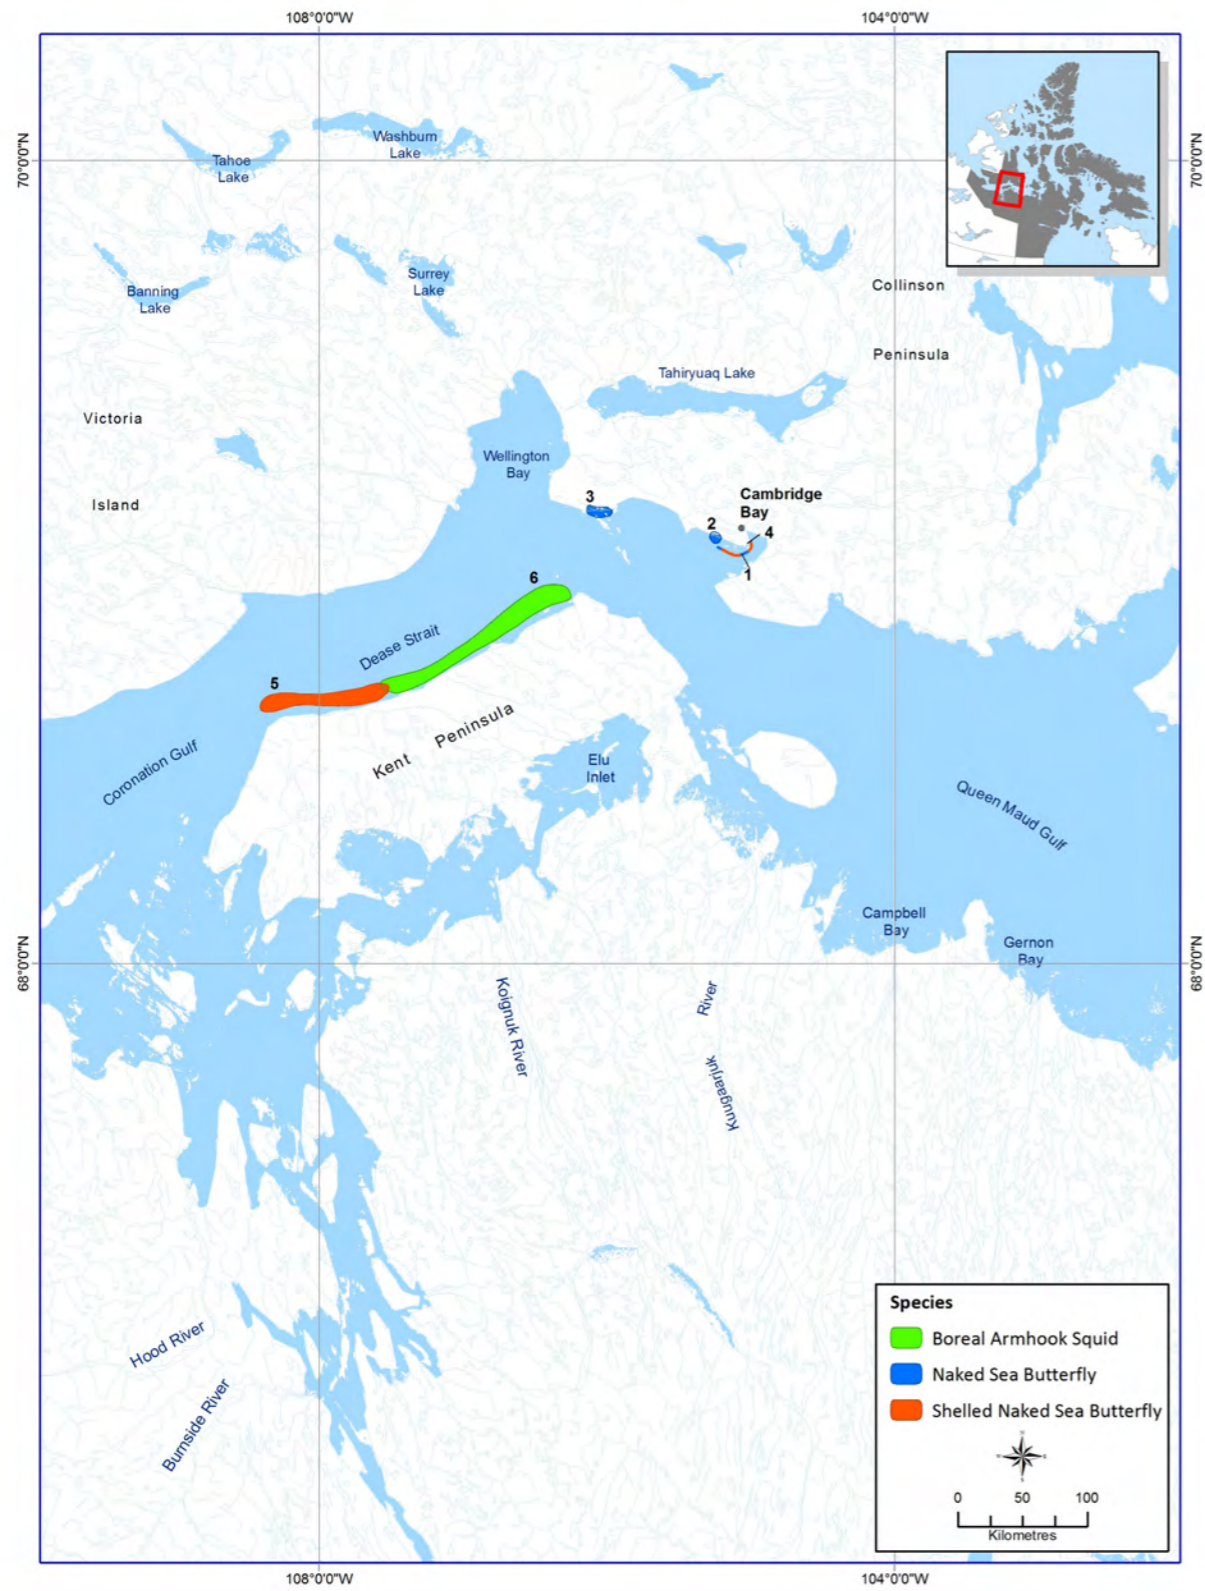 108°0'0"W
104°0'0"W
70°0'0"N
70°0'0"N
Washburn
Lake
Tahoe
Lake
Surrey
Lake
Banning
Lake
Collinson
Peninsula
Tahiryuaq Lake
Victoria
Island
Wellington
Bay
Cambridge
Bay
3
2
4
1
6
Dease Strait
5
Kent Peninsula
Coronation Gulf
Elu
Inlet
Queen Maud Gulf
Campbell
Bay
Gernon
Bay
68°0'0"N
68°0'0"N
Koignuk River
River
Kuugaarjuk
Hood River
Burnside River
Species
Boreal Armhook Squid
Naked Sea Butterfly
Shelled Naked Sea Butterfly
0 50 100
Kilometres
108°0'0"W
104°0'0"W